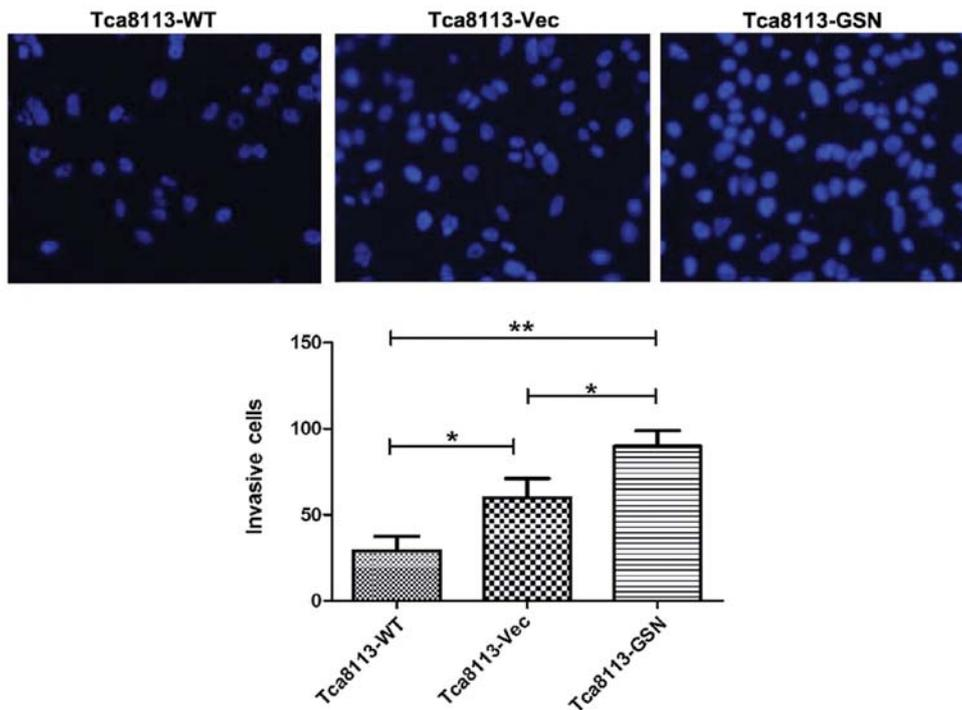 Tca8113-WT Tca8113-Vec Tca8113-GSN
**
150
*
100
*
50
0
Invasive cells
Tca8113-WT
Tca8113-Vec
Tca8113-GSN